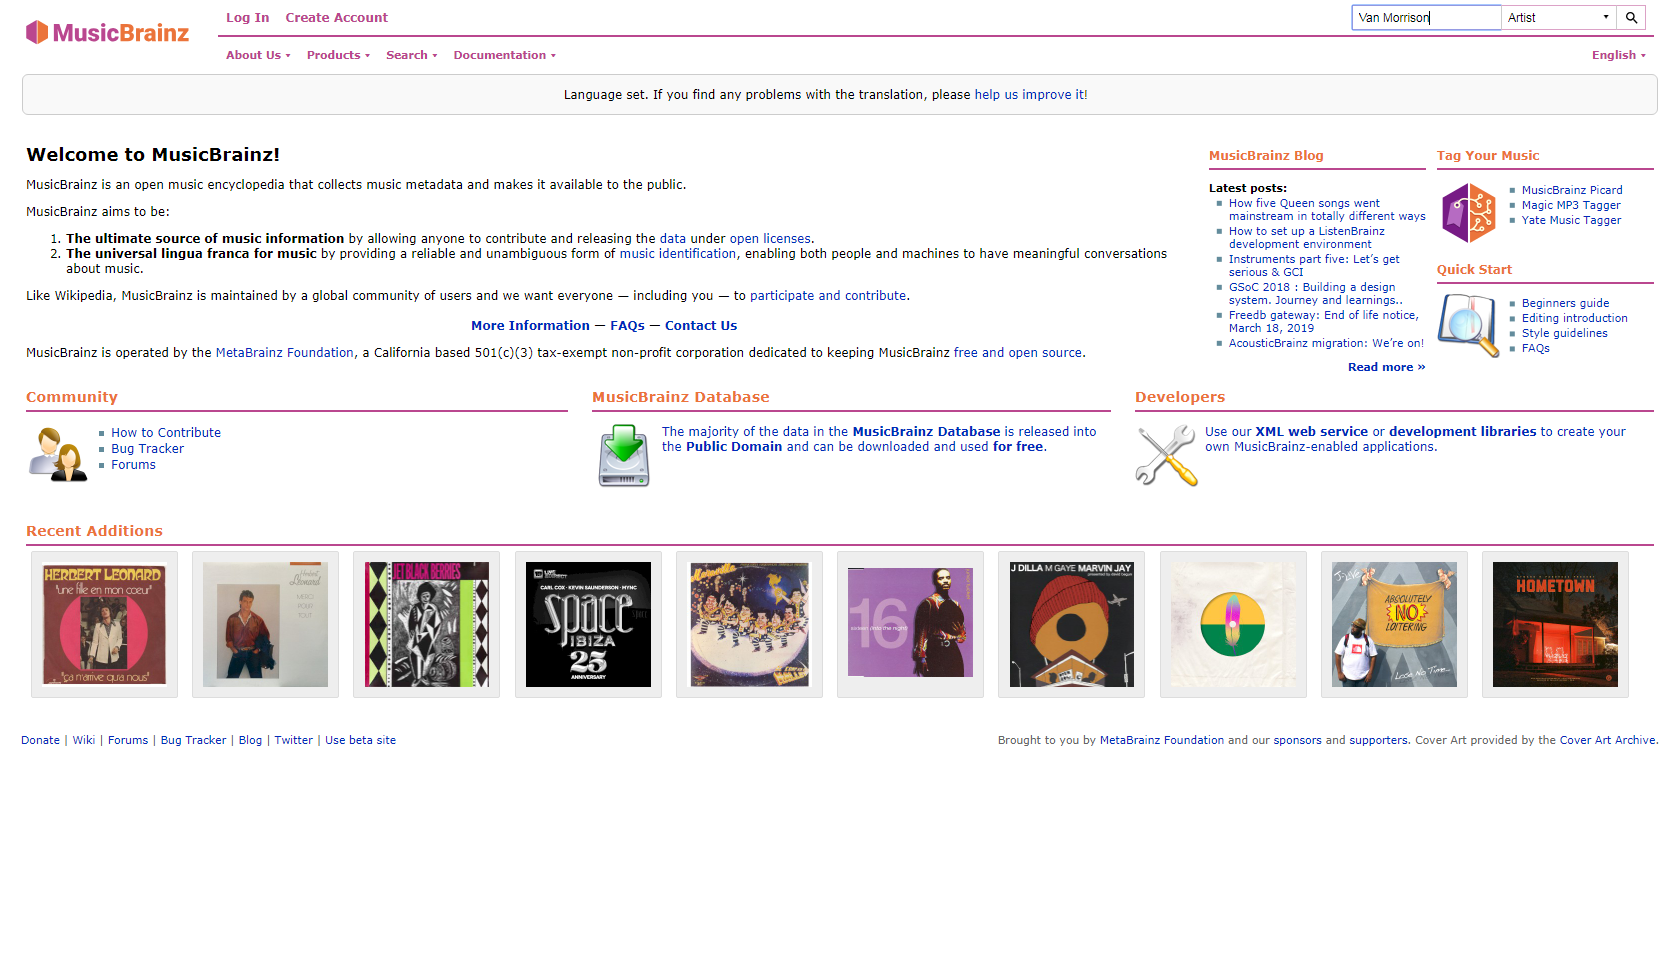 MusicBrainz
Log In Create Account
Van Morrison Artist
About Us Products Search Documentation English
Language set. If you find any problems with the translation, please help us improve it!
Welcome to MusicBrainz!
MusicBrainz is an open music encyclopedia that collects music metadata and makes it available to the public.
MusicBrainz aims to be:
1. The ultimate source of music information by allowing anyone to contribute and releasing the data under open licenses.
2. The universal lingua franca for music by providing a reliable and unambiguous form of music identification, enabling both people and machines to have meaningful conversations
about music.
Like Wikipedia, MusicBrainz is maintained by a global community of users and we want everyone — including you — to participate and contribute.
More Information — FAQs — Contact Us
MusicBrainz is operated by the MetaBrainz Foundation, a California based 501(c)(3) tax-exempt non-profit corporation dedicated to keeping MusicBrainz free and open source.
MusicBrainz Blog
Latest posts:
How five Queen songs went
mainstream in totally different ways
How to set up a ListenBrainz
development environment
Instruments part five: Let's get
serious & GCI
GSoC 2018 : Building a design
system. Journey and learnings..
Freedb gateway: End of life notice,
March 18, 2019
AcousticBrainz migration: We're on!
Read more »
Tag Your Music
MusicBrainz Picard
Magic MP3 Tagger
Yate Music Tagger
Quick Start
Beginners guide
Editing introduction
Style guidelines
FAQs
Community
How to Contribute
Bug Tracker
Forums
MusicBrainz Database
The majority of the data in the MusicBrainz Database is released into
the Public Domain and can be downloaded and used for free.
Developers
Use our XML web service or development libraries to create your
own MusicBrainz-enabled applications.
Recent Additions
HERBERT LEONARD
"une fille en mon cœur"
"ça n'arrive qu'à nous"
Herbert
Léonard
MERCI
POUR
TOUT
JET BLACK BERRIES
CARL COX · KEVIN SAUNDERSON · MYNC
space
IBIZA
25
ANNIVERSARY
16
J DILLA M GAYE MARVIN JAY
J-LIVE
ABSOLUTELY
NO
LOITERING
HOMETOWN
Donate | Wiki | Forums | Bug Tracker | Blog | Twitter | Use beta site
Brought to you by MetaBrainz Foundation and our sponsors and supporters. Cover Art provided by the Cover Art Archive.